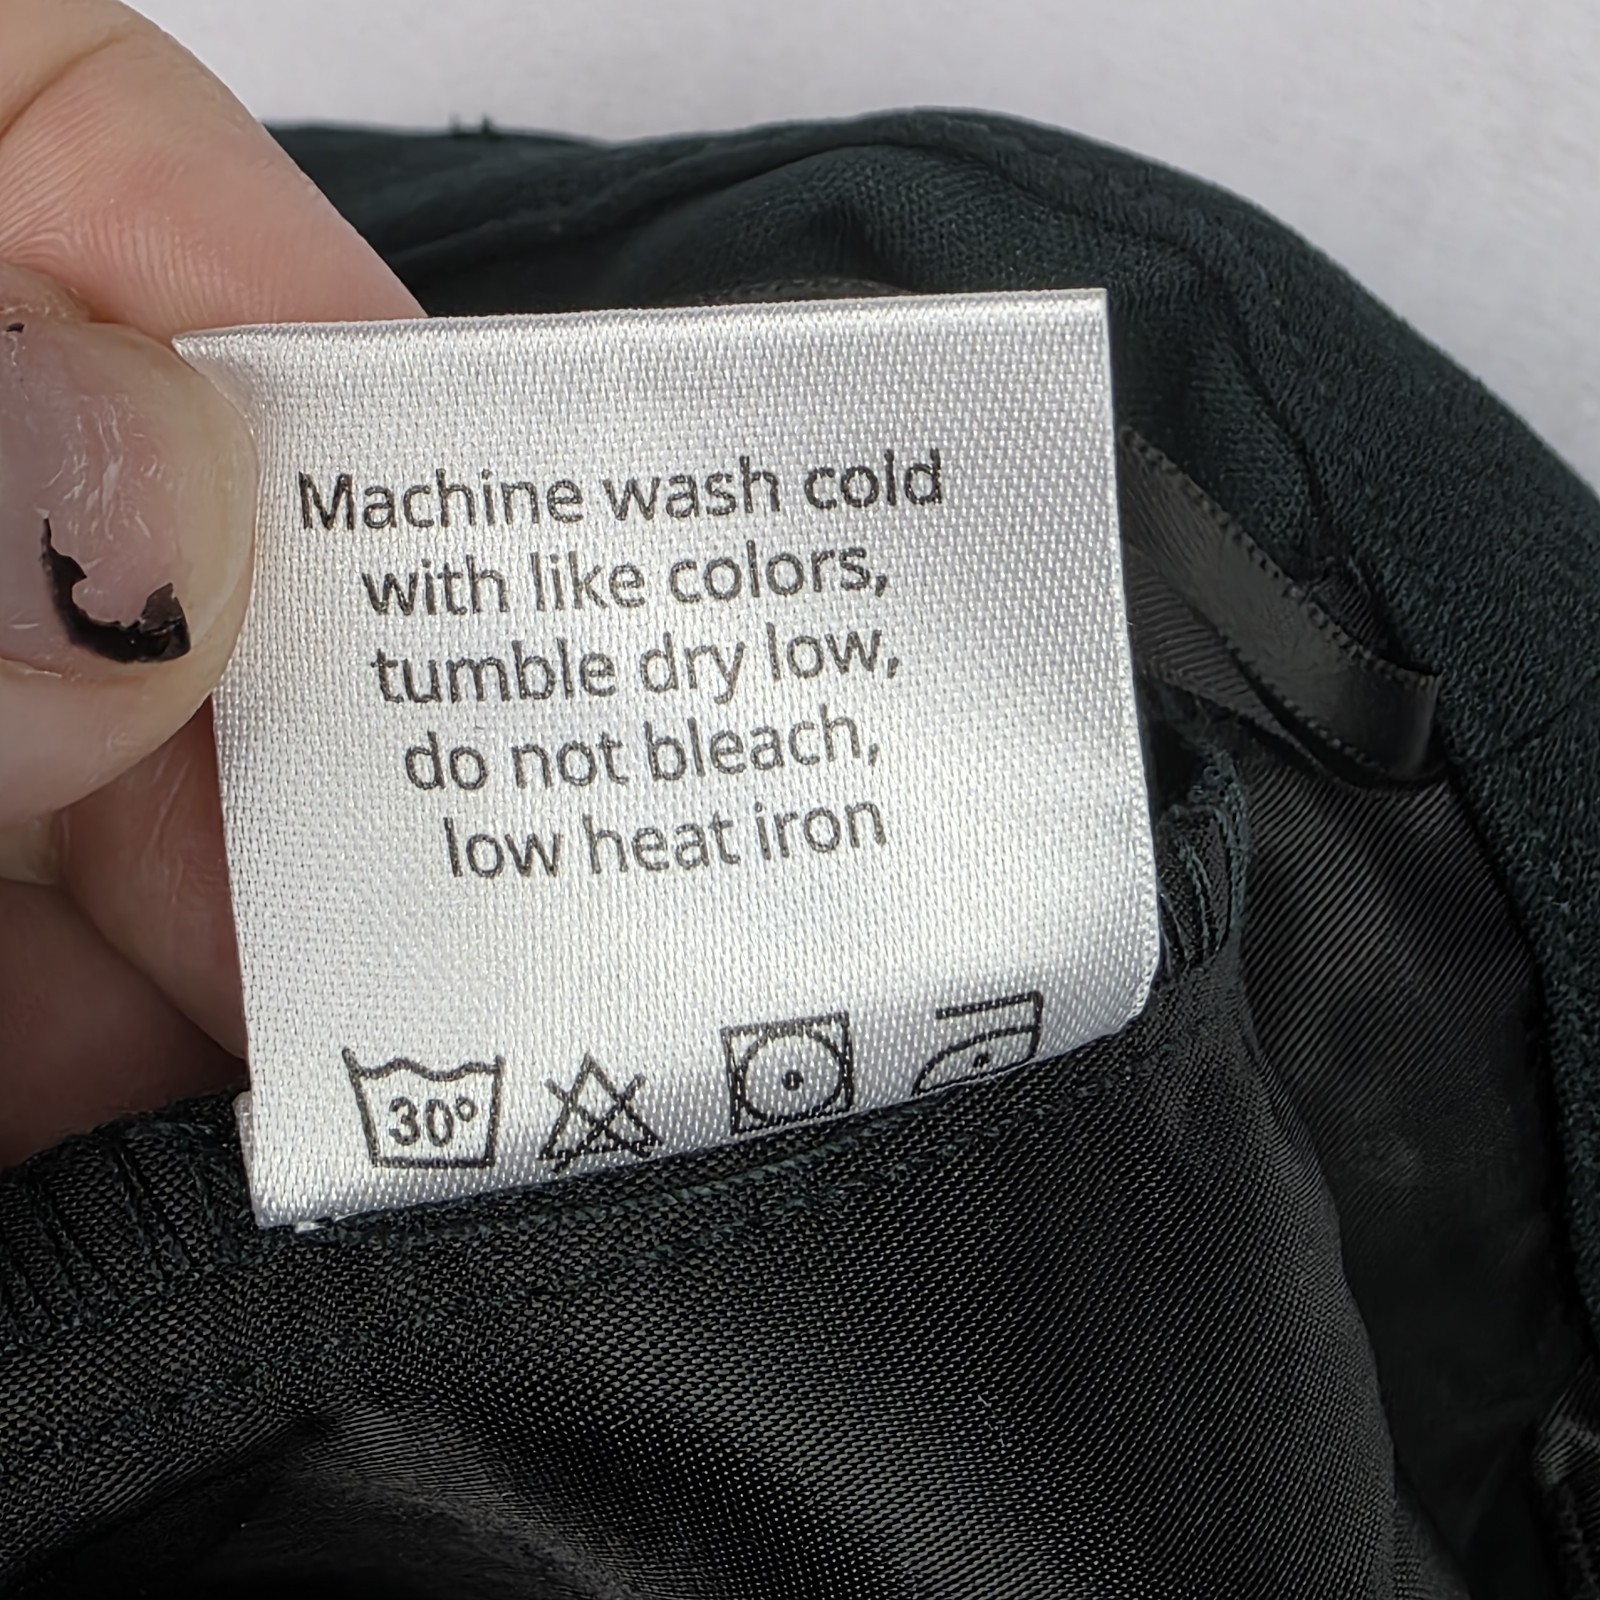 Machine wash cold
with like colors,
tumble dry low,
do not bleach,
low heat iron
30°